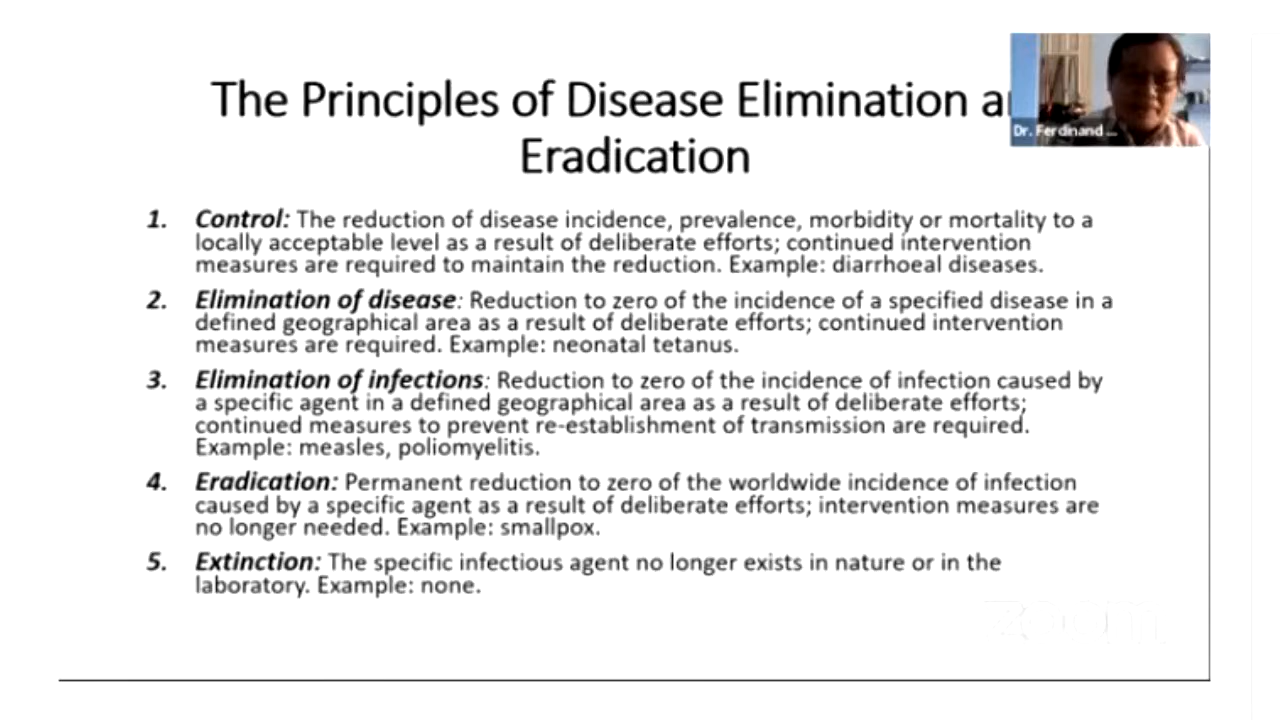 The Principles of Disease Elimination
Eradication
Dr. Ferdinand ...
1. Control: The reduction of disease incidence, prevalence, morbidity or mortality to a
locally acceptable level as a result of deliberate efforts; continued intervention
measures are required to maintain the reduction. Example: diarrhoeal diseases.
2. Elimination of disease: Reduction to zero of the incidence of a specified disease in a
defined geographical area as a result of deliberate efforts; continued intervention
measures are required. Example: neonatal tetanus.
3. Elimination of infections: Reduction to zero of the incidence of infection caused by
a specific agent in a defined geographical area as a result of deliberate efforts;
continued measures to prevent re-establishment of transmission are required.
Example: measles, poliomyelitis.
4. Eradication: Permanent reduction to zero of the worldwide incidence of infection
caused by a specific agent as a result of deliberate efforts; intervention measures are
no longer needed. Example: smallpox.
5. Extinction: The specific infectious agent no longer exists in nature or in the
laboratory. Example: none.
zoom